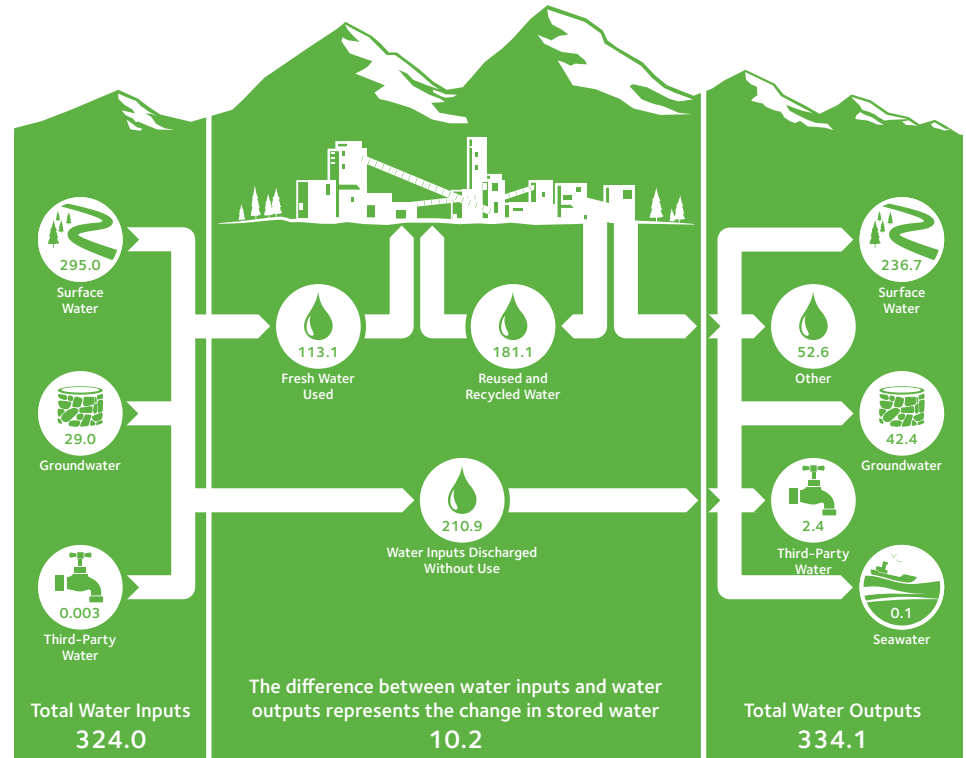 295.0
Surface
Water
29.0
Groundwater
0.003
Third-Party
Water
Total Water Inputs
324.0
113.1
Fresh Water
Used
181.1
Reused and
Recycled Water
210.9
Water Inputs Discharged
Without Use
The difference between water inputs and water
outputs represents the change in stored water
10.2
236.7
Surface
Water
52.6
Other
42.4
Groundwater
2.4
Third-Party
Water
0.1
Seawater
Total Water Outputs
334.1